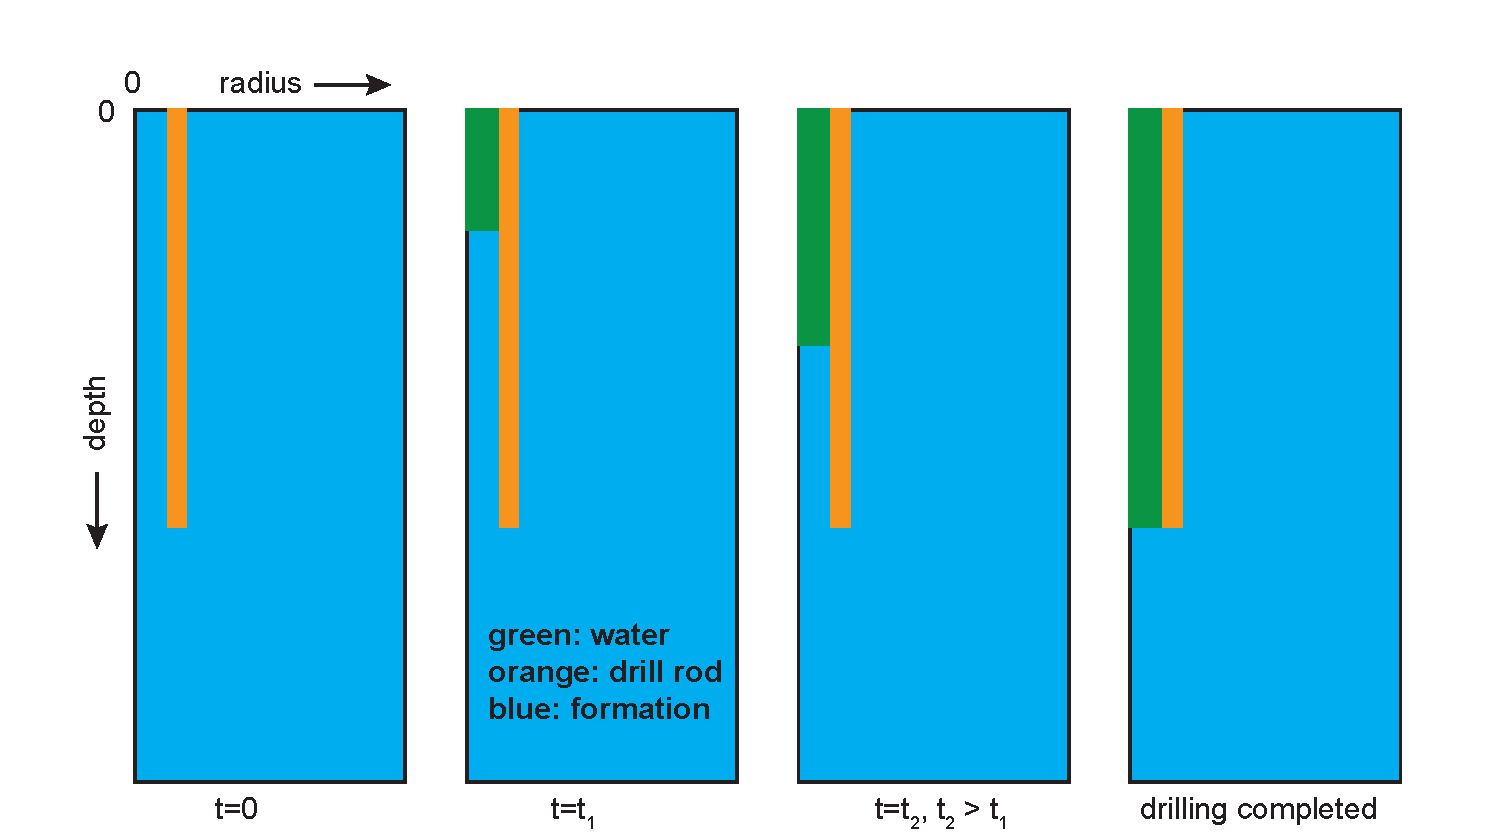 0
radius
0
depth
green: water
orange: drill rod
blue: formation
t=0
t=t₁
t=t₂, t₂ > t₁
drilling completed